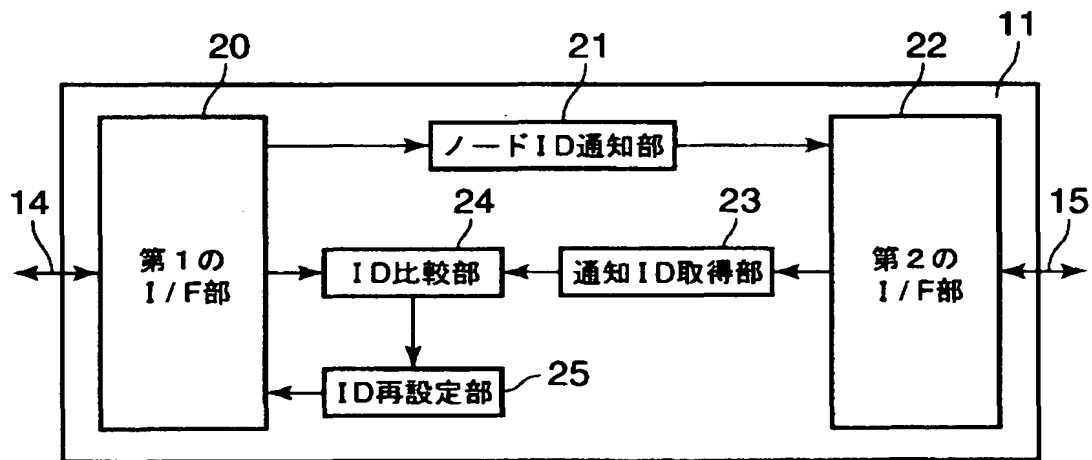 11
20
21
22
ノードID通知部
14
24
23
15
第1の
I/F部
ID比較部
通知ID取得部
第2の
I/F部
ID再設定部
25